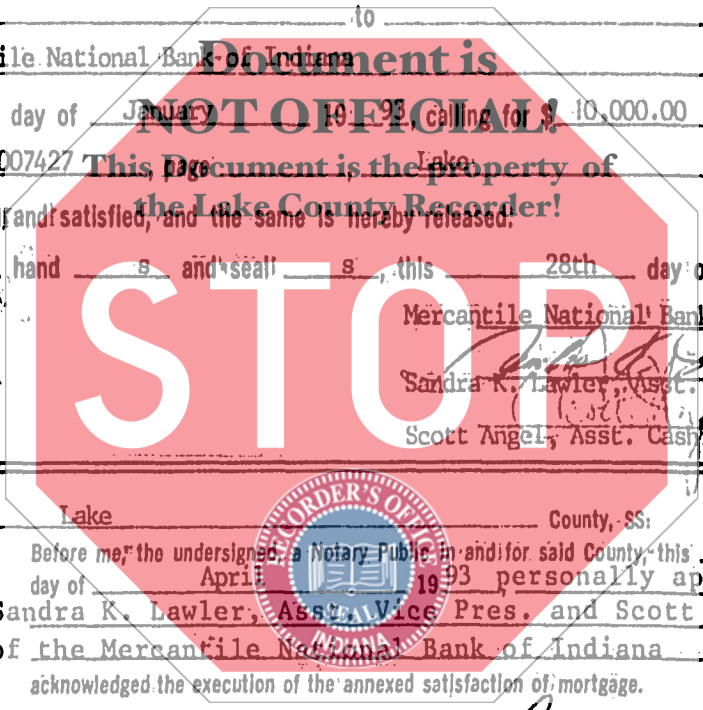 to
ile National Bank of Indiana
Document is
day of January 19 93, calling for $ 10,000.00
NOT OFFICIAL!
007427, page , Lake
This Document is the property of
and satisfied, and the same is hereby released.
the Lake County Recorder!
hand s and seal s, this 28th day o
STOP
Mercantile National Bank
Sandra K. Lawler, Asst.
Scott Angel, Asst. Cash
Lake County, SS:
RECORDER'S OFFICE
SEAL
INDIANA
Before me, the undersigned, a Notary Public in and for said County, this
day of April 19 93 personally ap
Sandra K. Lawler, Asst. Vice Pres. and Scott
of the Mercantile National Bank of Indiana
acknowledged the execution of the annexed satisfaction of mortgage.